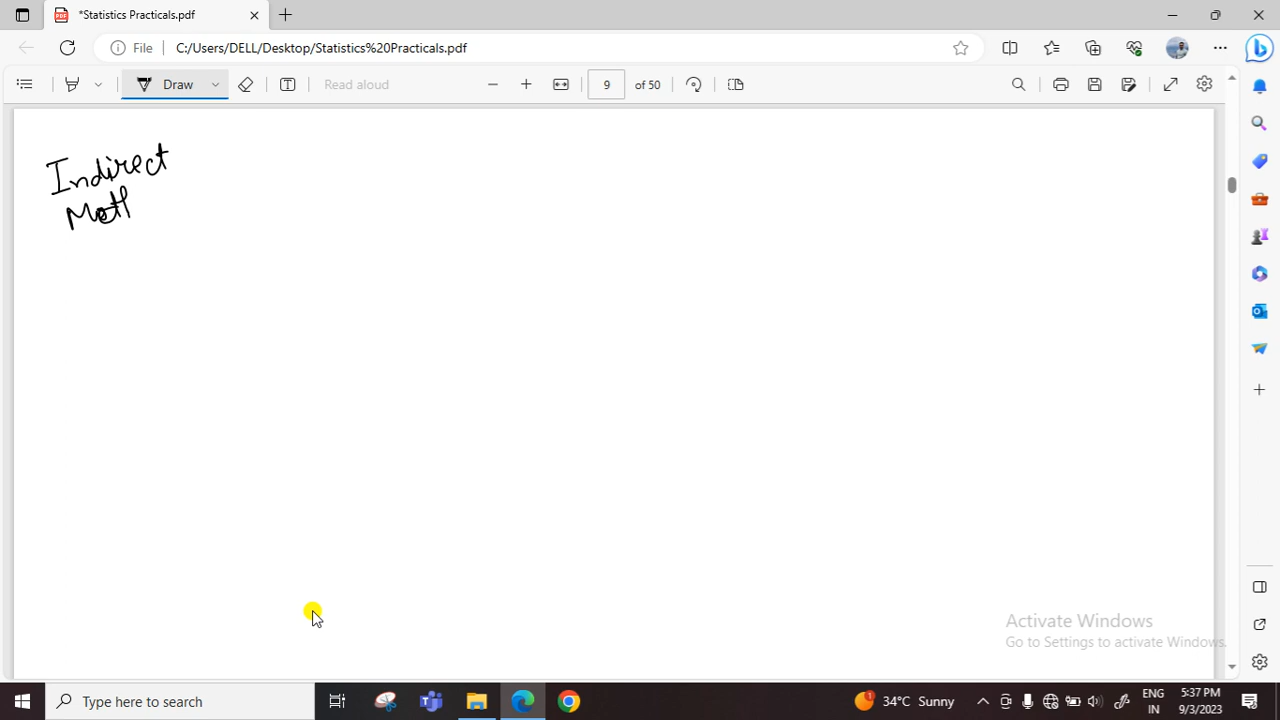 *Statistics Practicals.pdf
File C:/Users/DELL/Desktop/Statistics%20Practicals.pdf
Draw Read aloud 9 of 50
Indirect
Meth
Activate Windows
Go to Settings to activate Windows.
Type here to search
1 34°C Sunny ENG 5:37 PM
IN 9/3/2023